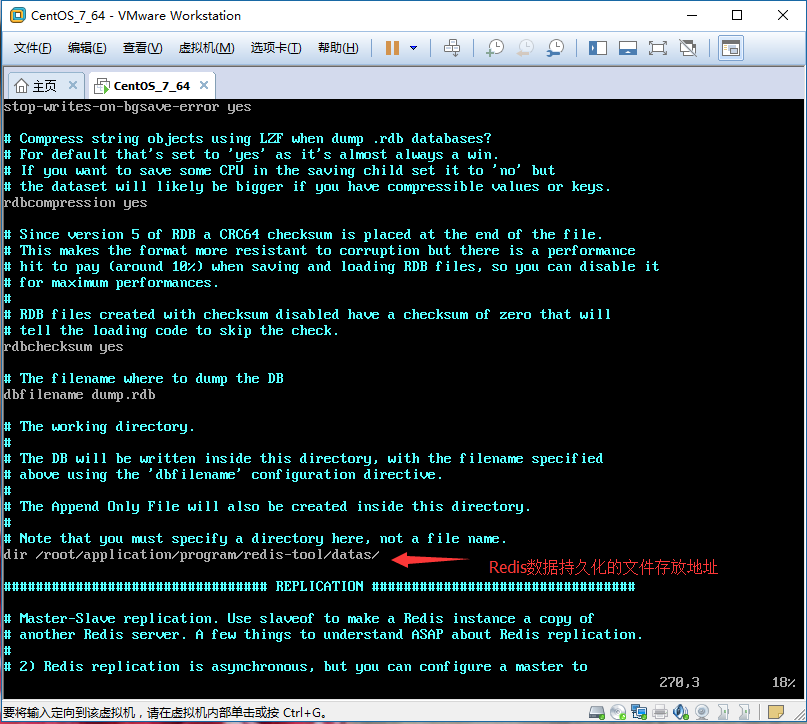 CentOS_7_64 - VMware Workstation
文件(F) 编辑(E) 查看(V) 虚拟机(M) 选项卡(T) 帮助(H)
主页 CentOS_7_64
stop-writes-on-bgsave-error yes
# Compress string objects using LZF when dump .rdb databases?
# For default that's set to 'yes' as it's almost always a win.
# If you want to save some CPU in the saving child set it to 'no' but
# the dataset will likely be bigger if you have compressible values or keys.
rdbcompression yes
# Since version 5 of RDB a CRC64 checksum is placed at the end of the file.
# This makes the format more resistant to corruption but there is a performance
# hit to pay (around 10%) when saving and loading RDB files, so you can disable it
# for maximum performances.
#
# RDB files created with checksum disabled have a checksum of zero that will
# tell the loading code to skip the check.
rdbchecksum yes
# The filename where to dump the DB
dbfilename dump.rdb
# The working directory.
#
# The DB will be written inside this directory, with the filename specified
# above using the 'dbfilename' configuration directive.
#
# The Append Only File will also be created inside this directory.
#
# Note that you must specify a directory here, not a file name.
dir /root/application/program/redis-tool/datas/
Redis数据持久化的文件存放地址
################################# REPLICATION #################################
# Master-Slave replication. Use slaveof to make a Redis instance a copy of
# another Redis server. A few things to understand ASAP about Redis replication.
#
# 2) Redis replication is asynchronous, but you can configure a master to
270,3 18%
要将输入定向到该虚拟机，请在虚拟机内部单击或按 Ctrl+G。